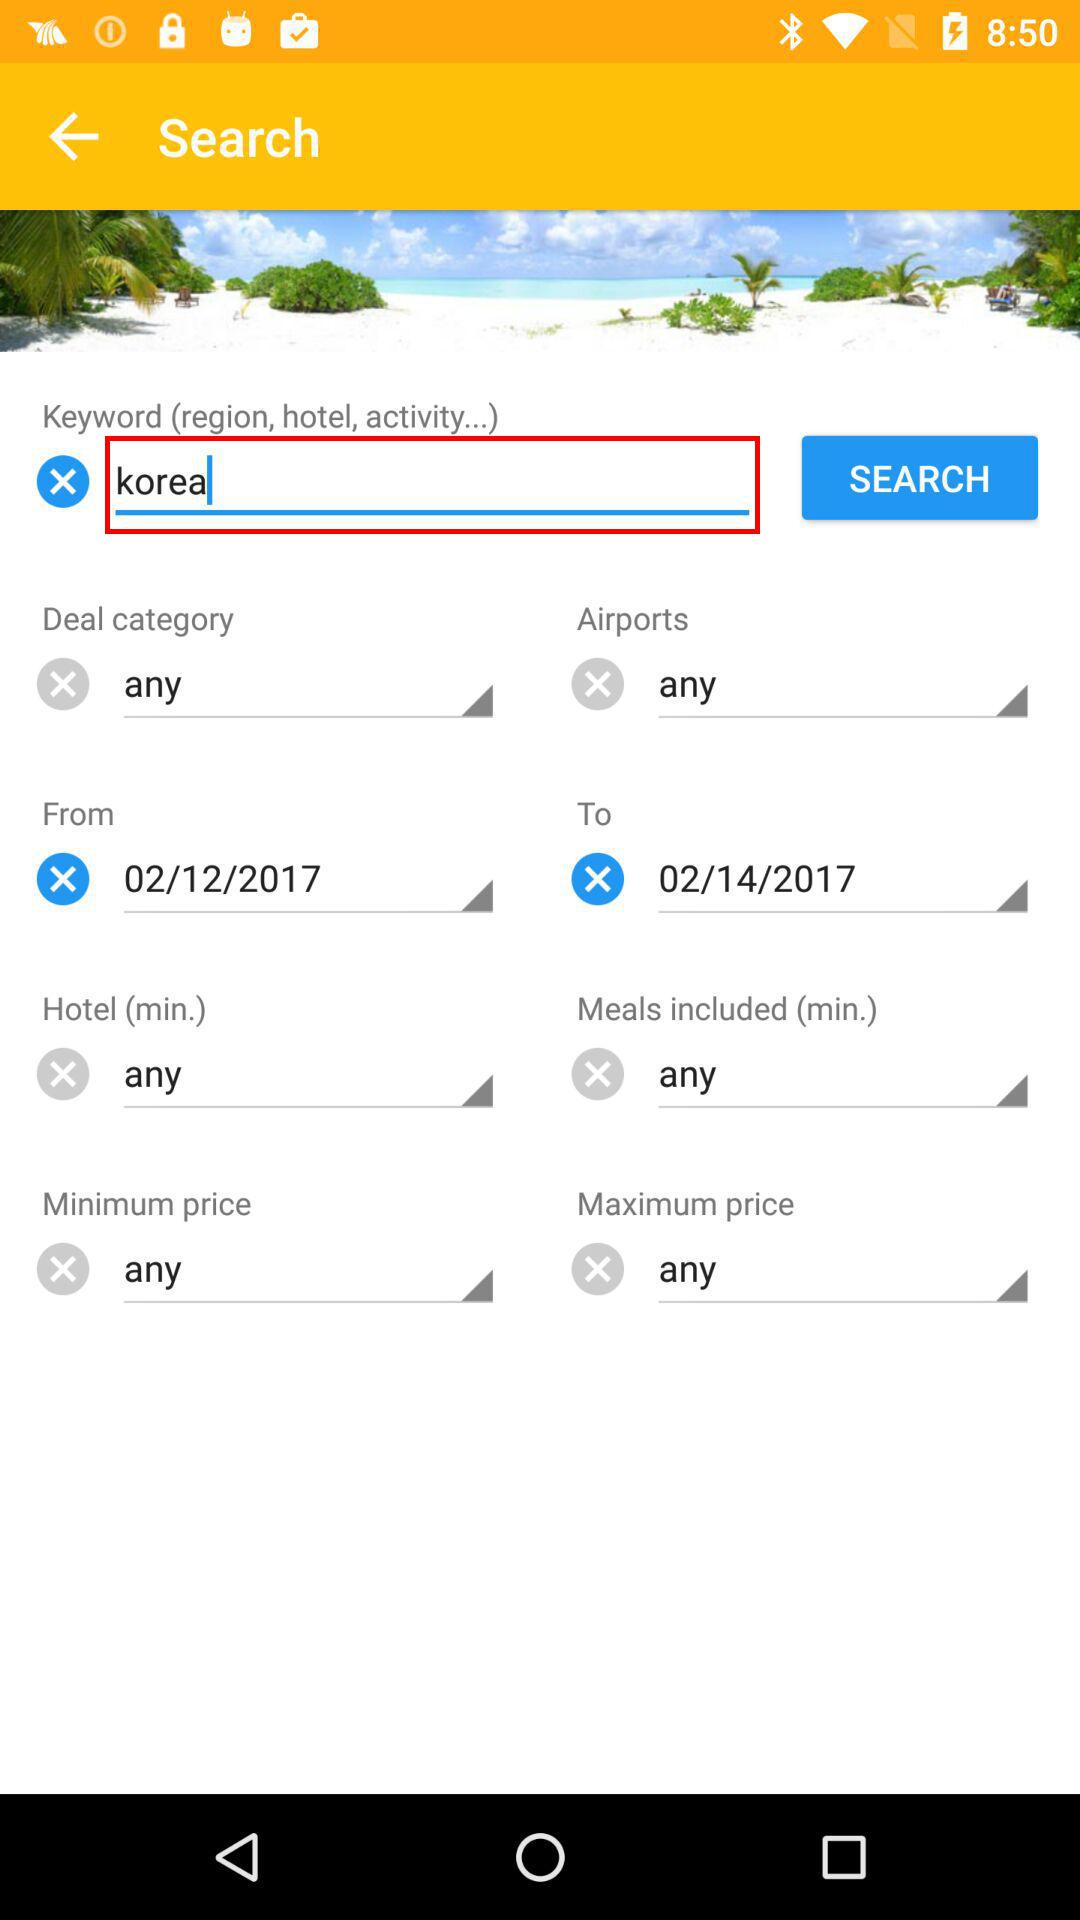 8:50
Search
Keyword (region, hotel, activity...)
korea
SEARCH
Deal category
Airports
any
any
From
To
02/12/2017
02/14/2017
Hotel (min.)
Meals included (min.)
any
any
Minimum price
Maximum price
any
any